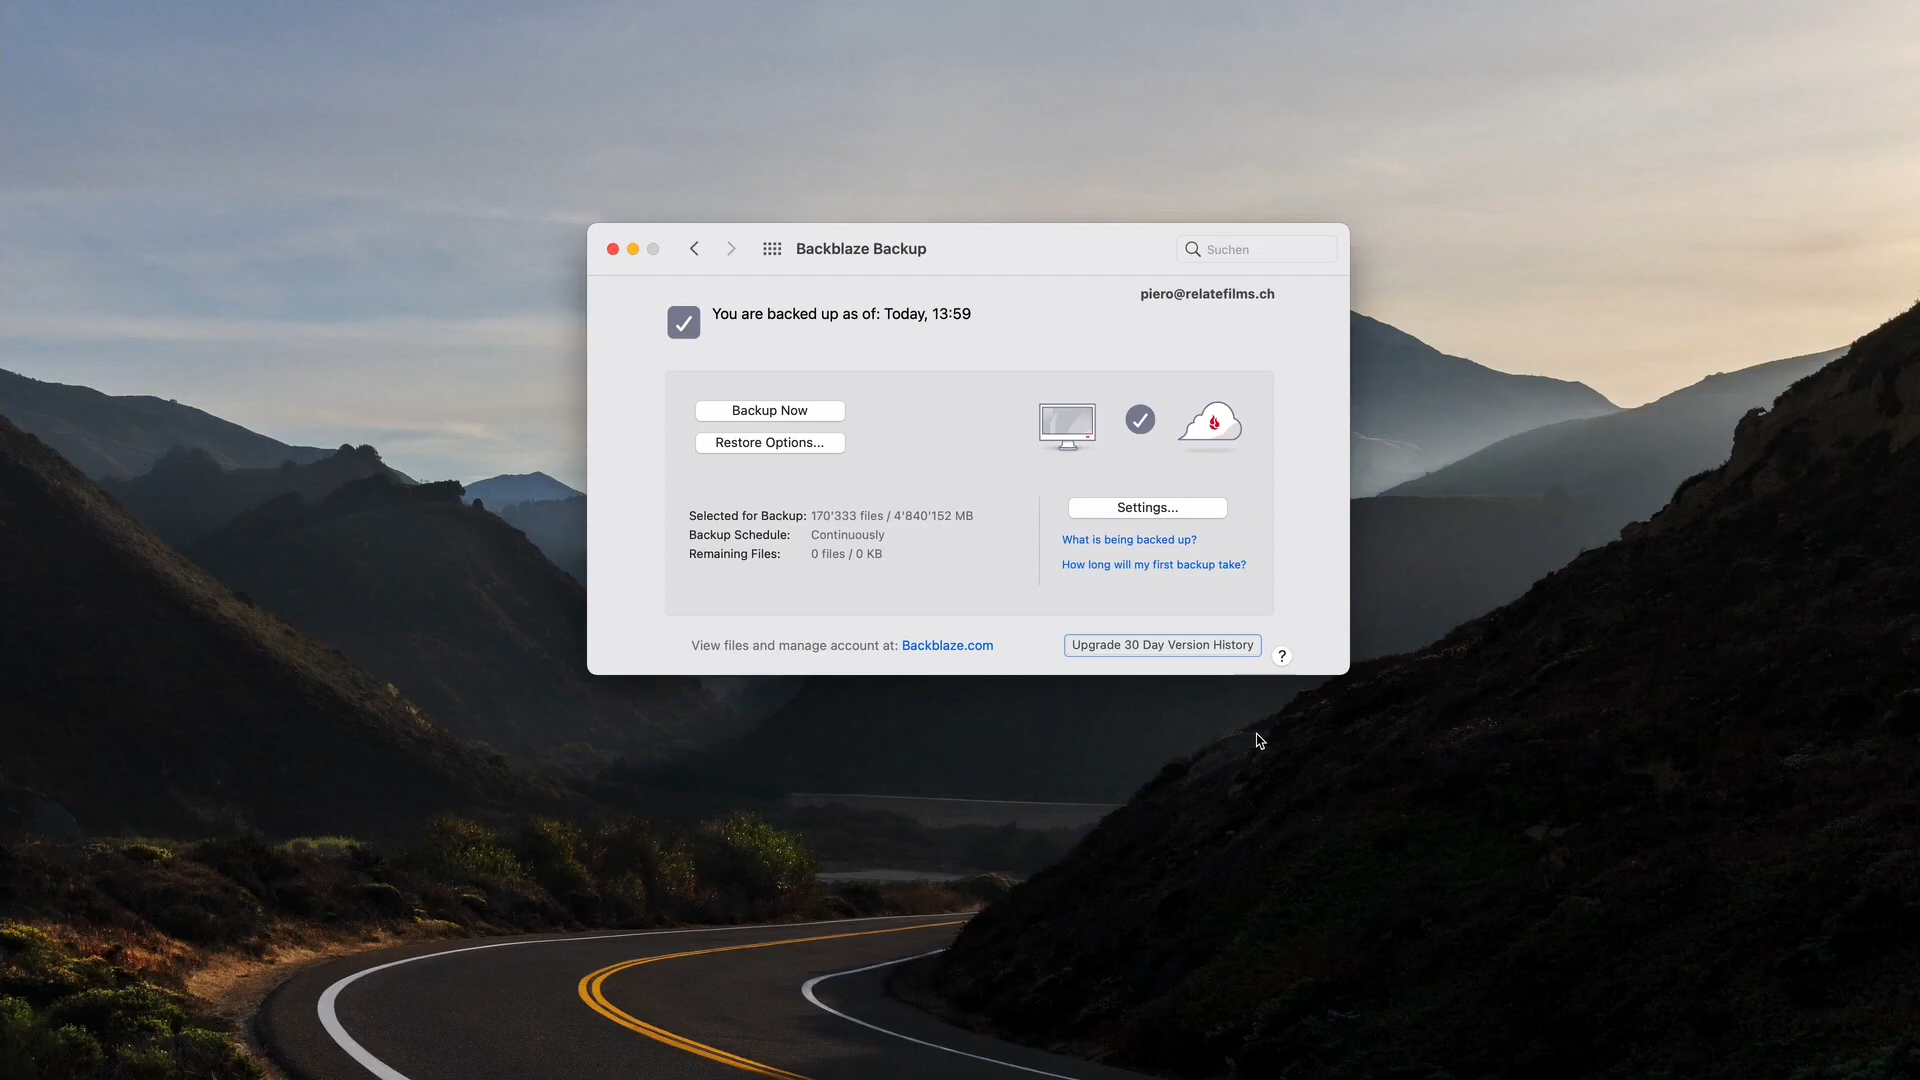 Backblaze Backup
Suchen
piero@relatefilms.ch
You are backed up as of: Today, 13:59
Backup Now
Restore Options...
Selected for Backup: 170'333 files / 4'840'152 MB
Backup Schedule: Continuously
Remaining Files: 0 files / 0 KB
Settings...
What is being backed up?
How long will my first backup take?
View files and manage account at: Backblaze.com
Upgrade 30 Day Version History
?